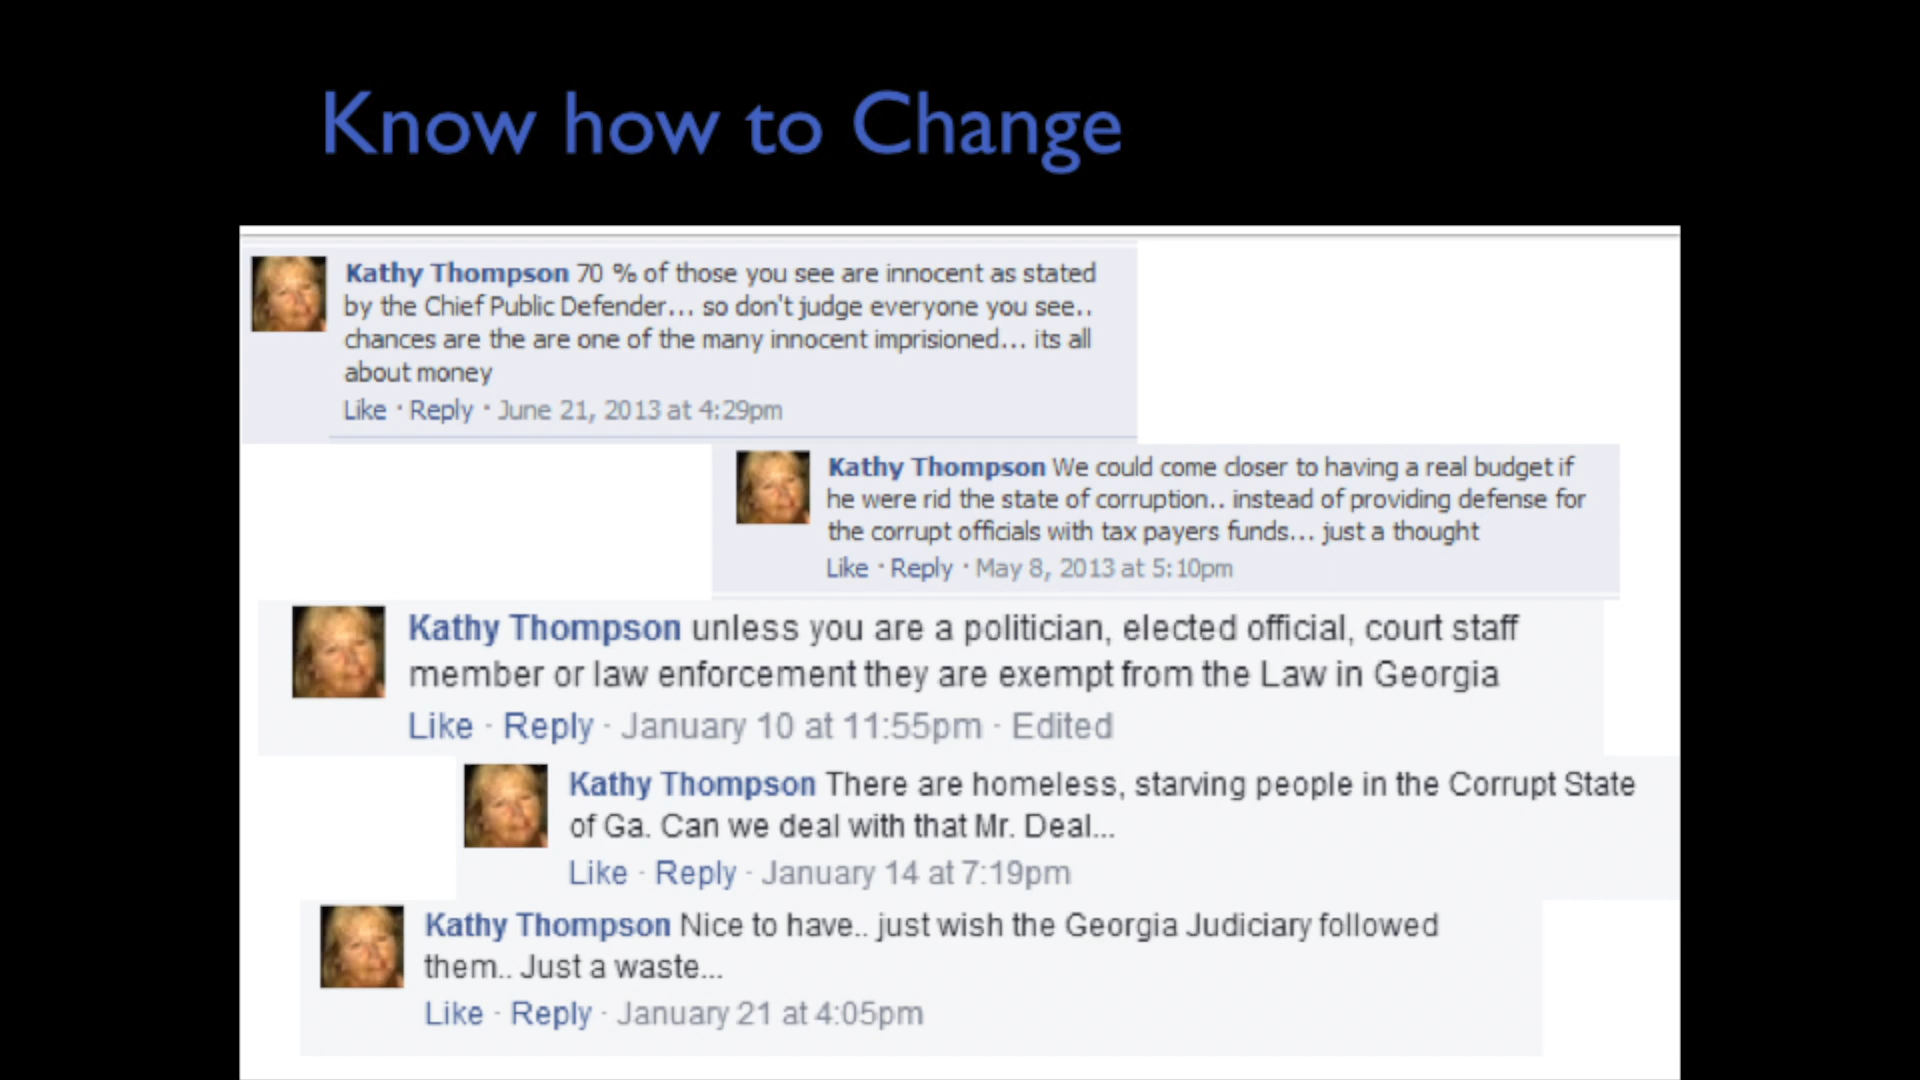 Know how to Change
Kathy Thompson 70 % of those you see are innocent as stated
by the Chief Public Defender... so don't judge everyone you see..
chances are the are one of the many innocent imprisioned... its all
about money
Like · Reply · June 21, 2013 at 4:29pm
Kathy Thompson We could come closer to having a real budget if
he were rid the state of corruption.. instead of providing defense for
the corrupt officials with tax payers funds... just a thought
Like · Reply · May 8, 2013 at 5:10pm
Kathy Thompson unless you are a politician, elected official, court staff
member or law enforcement they are exempt from the Law in Georgia
Like · Reply · January 10 at 11:55pm · Edited
Kathy Thompson There are homeless, starving people in the Corrupt State
of Ga. Can we deal with that Mr. Deal...
Like · Reply · January 14 at 7:19pm
Kathy Thompson Nice to have.. just wish the Georgia Judiciary followed
them.. Just a waste...
Like · Reply · January 21 at 4:05pm